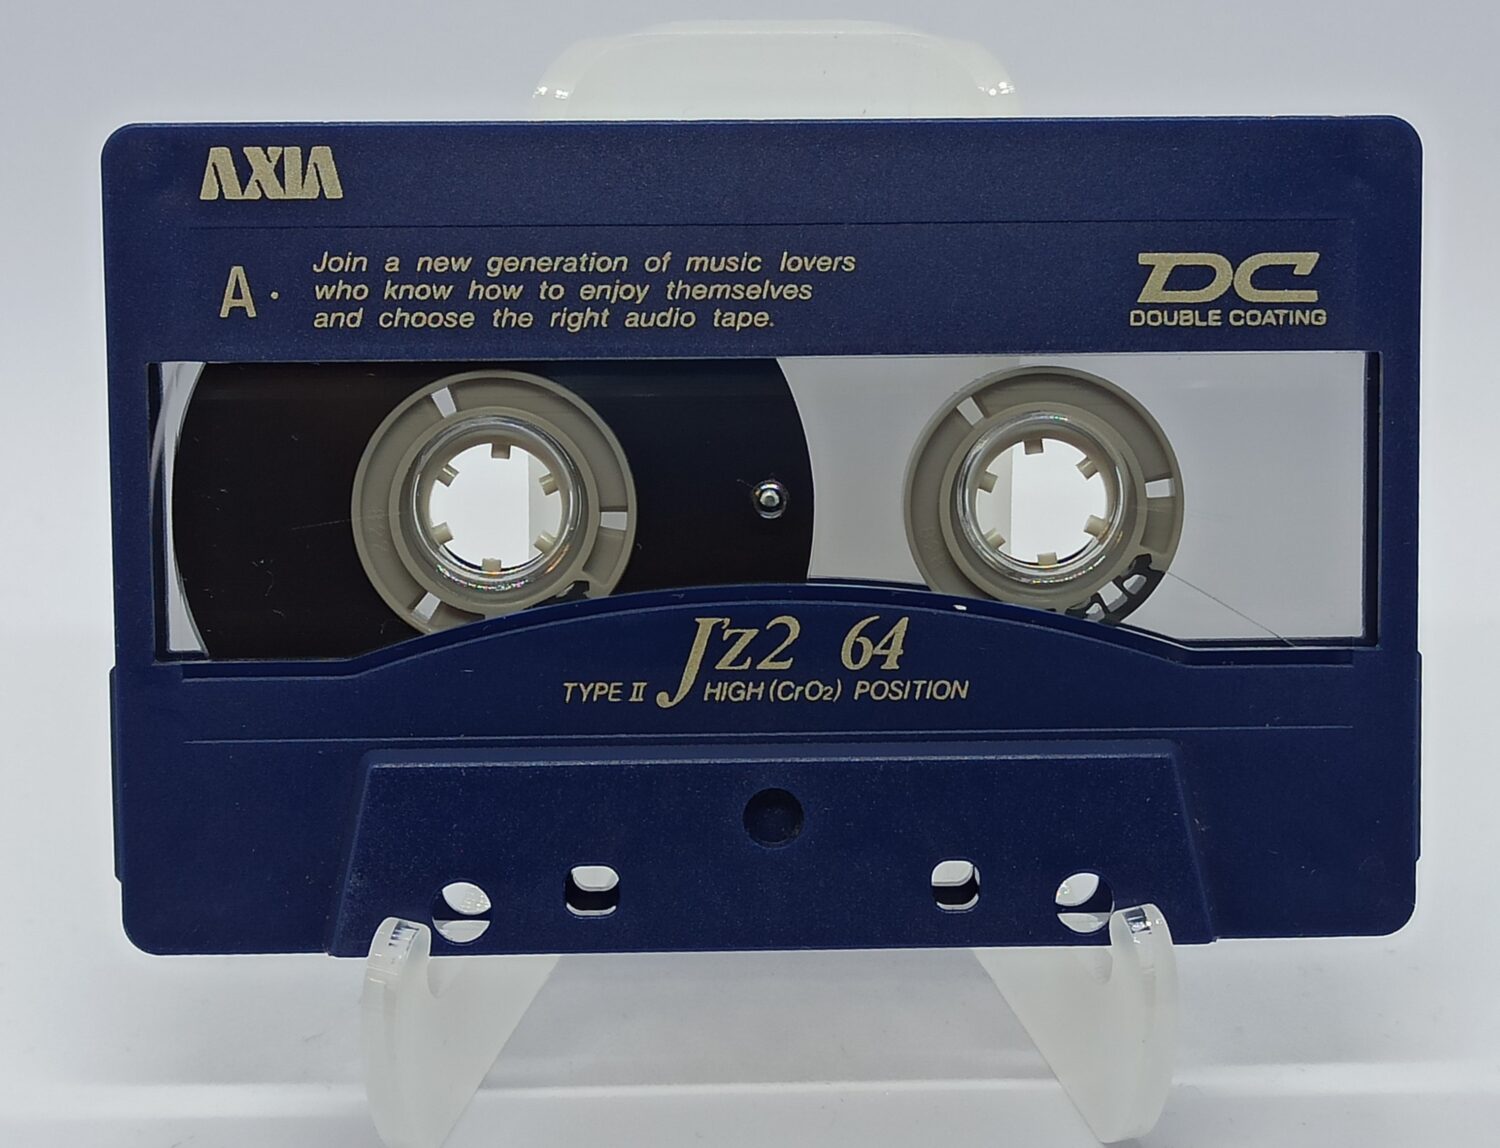 AXIA
A.
Join a new generation of music lovers
who know how to enjoy themselves
and choose the right audio tape.
DC
DOUBLE COATING
J'z2 64
TYPE II HIGH (CrO₂) POSITION